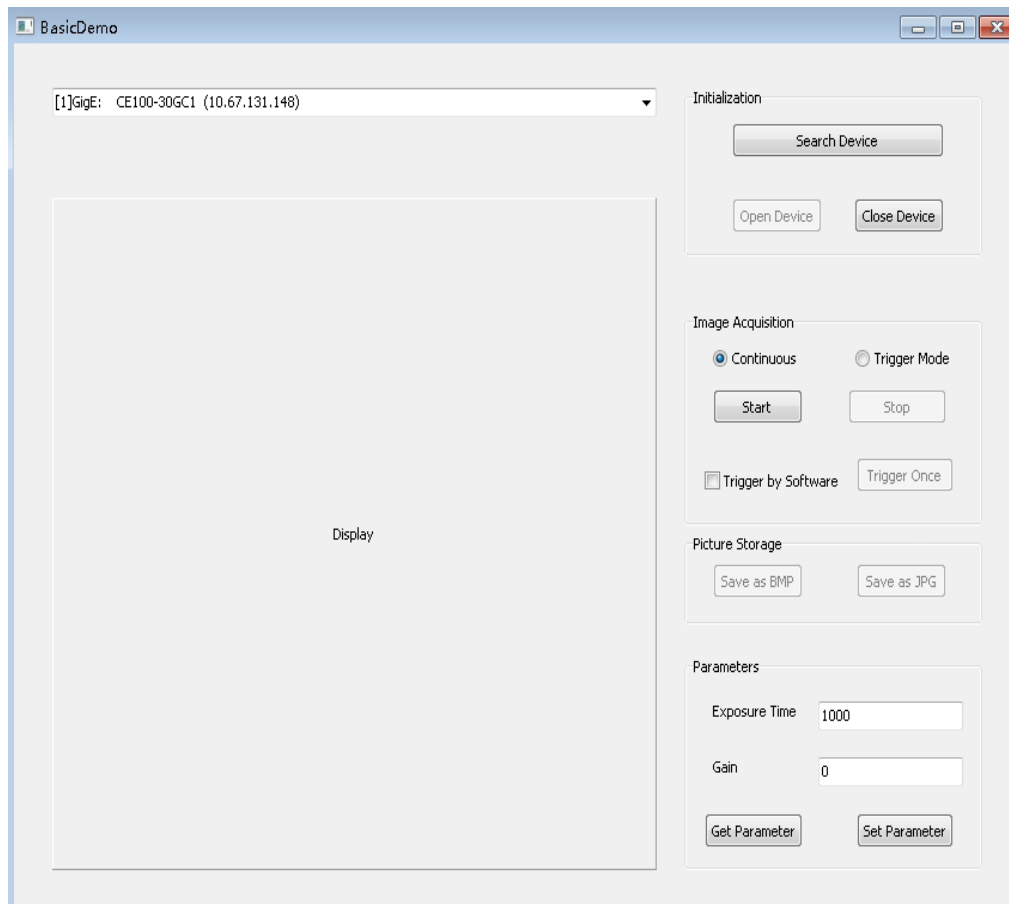 BasicDemo
[1]GigE: CE100-30GC1 (10.67.131.148)
Initialization
Search Device
Open Device Close Device
Image Acquisition
Continuous Trigger Mode
Start Stop
Trigger by Software Trigger Once
Display
Picture Storage
Save as BMP Save as JPG
Parameters
Exposure Time 1000
Gain 0
Get Parameter Set Parameter